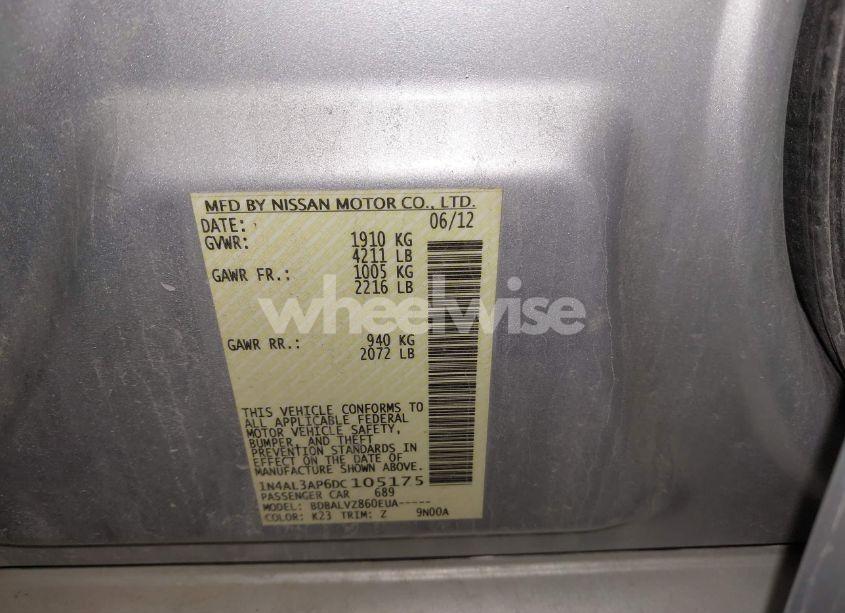 MFD BY NISSAN MOTOR CO., LTD.
DATE: 06/12
GVWR: 1910 KG
4211 LB
GAWR FR.: 1005 KG
2216 LB
wheelwise
GAWR RR.: 940 KG
2072 LB
THIS VEHICLE CONFORMS TO
ALL APPLICABLE FEDERAL
MOTOR VEHICLE SAFETY,
BUMPER, AND THEFT
PREVENTION STANDARDS IN
EFFECT ON THE DATE OF
MANUFACTURE SHOWN ABOVE.
1N4AL3AP6DC105175
PASSENGER CAR 689
MODEL: BDBALVZ860EUA-----
COLOR: K23 TRIM: Z 9N00A